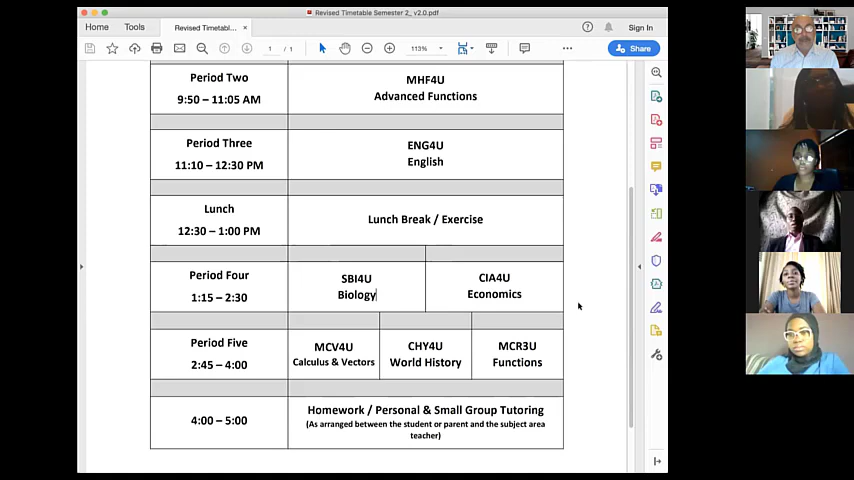 Revised Timetable Semester 2_ v2.0.pdf
Home
Tools
Revised Timetabl...
Sign In
1 / 1
113%
Share
Period Two
9:50 – 11:05 AM
MHF4U
Advanced Functions
Period Three
11:10 – 12:30 PM
ENG4U
English
Lunch
12:30 – 1:00 PM
Lunch Break / Exercise
Period Four
1:15 – 2:30
SBI4U
Biology
CIA4U
Economics
Period Five
2:45 – 4:00
MCV4U
Calculus & Vectors
CHY4U
World History
MCR3U
Functions
4:00 – 5:00
Homework / Personal & Small Group Tutoring
(As arranged between the student or parent and the subject area
teacher)